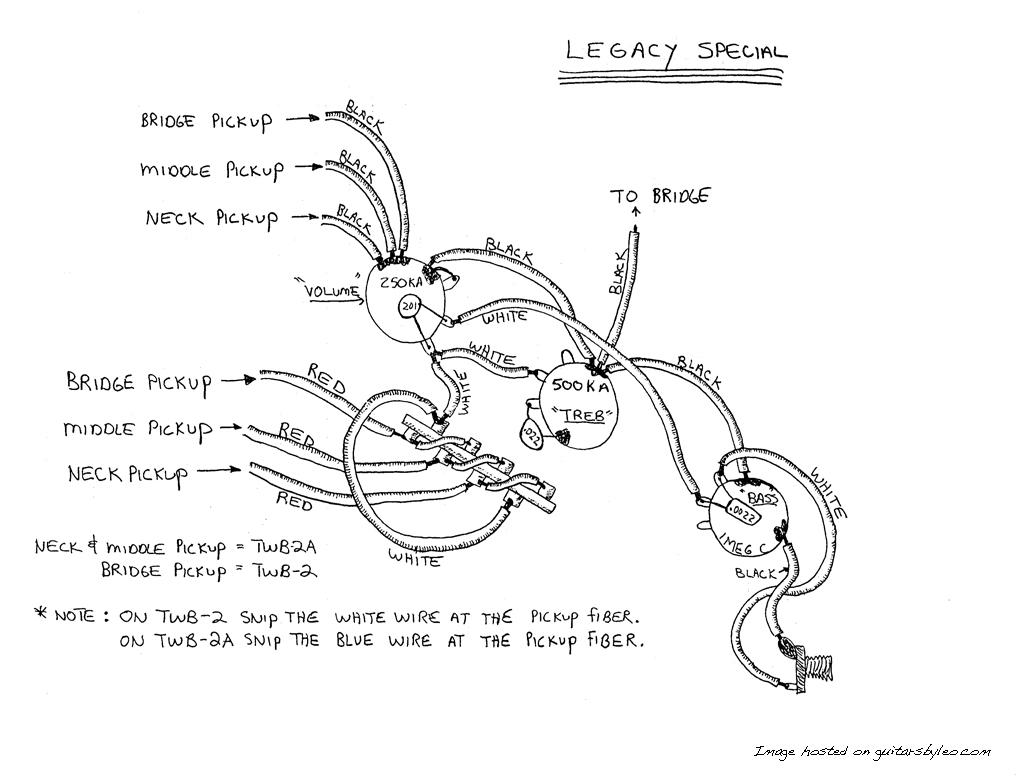 LEGACY SPECIAL
BRIDGE PICKUP
BLACK
MIDDLE PICKUP
BLACK
NECK PICKUP
BLACK
TO BRIDGE
BLACK
BLACK
250KA
"VOLUME"
201
WHITE
WHITE
WHITE
BLACK
500KA
"TREB"
.022
BRIDGE PICKUP
RED
MIDDLE PICKUP
RED
NECK PICKUP
RED
WHITE
WHITE
"BASS
.0022
1MEG C
BLACK
NECK & MIDDLE PICKUP = TWB-2A
BRIDGE PICKUP = TWB-2
* NOTE : ON TWB-2 SNIP THE WHITE WIRE AT THE PICKUP FIBER.
ON TWB-2A SNIP THE BLUE WIRE AT THE PICKUP FIBER.
Image hosted on guitarsbyleo.com